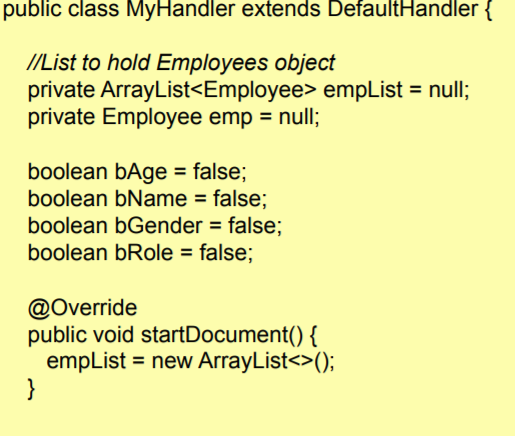 public class MyHandler extends DefaultHandler {
//List to hold Employees object
private ArrayList<Employee> empList = null;
private Employee emp = null;
boolean bAge = false;
boolean bName = false;
boolean bGender = false;
boolean bRole = false;
@Override
public void startDocument() {
empList = new ArrayList<>();
}